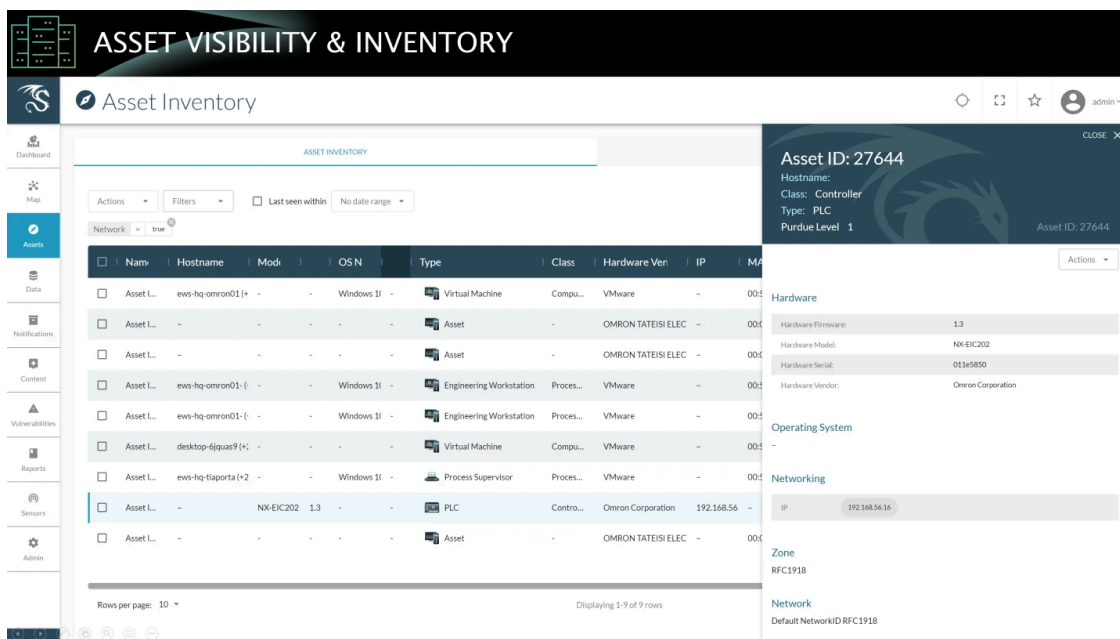 ASSET VISIBILITY & INVENTORY
Asset Inventory
admin
Dashboard
Map
Assets
Data
Notifications
Content
Vulnerabilities
Reports
Sensors
Admin
ASSET INVENTORY
Actions
Filters
Last seen within
No date range
Network = true
Nam Hostname Mod OS N Type Class Hardware Ven IP MA
Asset I... ews-hq-omron01 (+ - - Windows 1( - Virtual Machine Compu... VMware - 00:5
Asset I... - - - - - Asset - OMRON TATEISI ELEC - 00:0
Asset I... - - - - - Asset - OMRON TATEISI ELEC - 00:0
Asset I... ews-hq-omron01- (- - - Windows 1( - Engineering Workstation Proces... VMware - 00:5
Asset I... ews-hq-omron01- (- - - Windows 1( - Engineering Workstation Proces... VMware - 00:5
Asset I... desktop-6jquas9 (+: - - - - Virtual Machine Compu... VMware - 00:5
Asset I... ews-hq-tiaporta (+2 - - Windows 1( - Process Supervisor Proces... VMware - 00:5
Asset I... - NX-EIC202 1.3 - - PLC Contro... Omron Corporation 192.168.56 -
Asset I... - - - - - Asset - OMRON TATEISI ELEC - 00:0
Rows per page: 10
Displaying 1-9 of 9 rows
CLOSE X
Asset ID: 27644
Hostname:
Class: Controller
Type: PLC
Purdue Level 1
Asset ID: 27644
Actions
Hardware
Hardware Firmware: 1.3
Hardware Model: NX-EIC202
Hardware Serial: 011e5850
Hardware Vendor: Omron Corporation
Operating System
-
Networking
IP 192.168.56.16
Zone
RFC1918
Network
Default NetworkID RFC1918